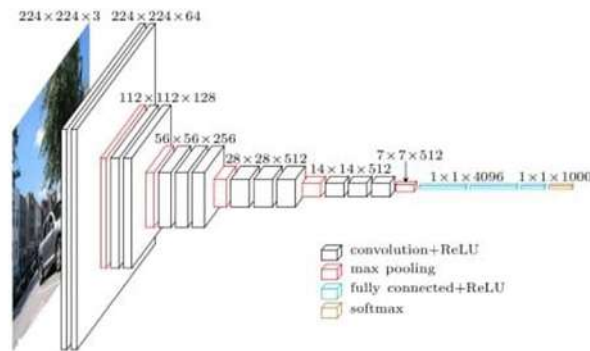 224×224×3 224×224×64
112×112×128
56×56×256
28×28×512
14×14×512
7×7×512
1×1×4096 1×1×1000
convolution+ReLU
max pooling
fully connected+ReLU
softmax